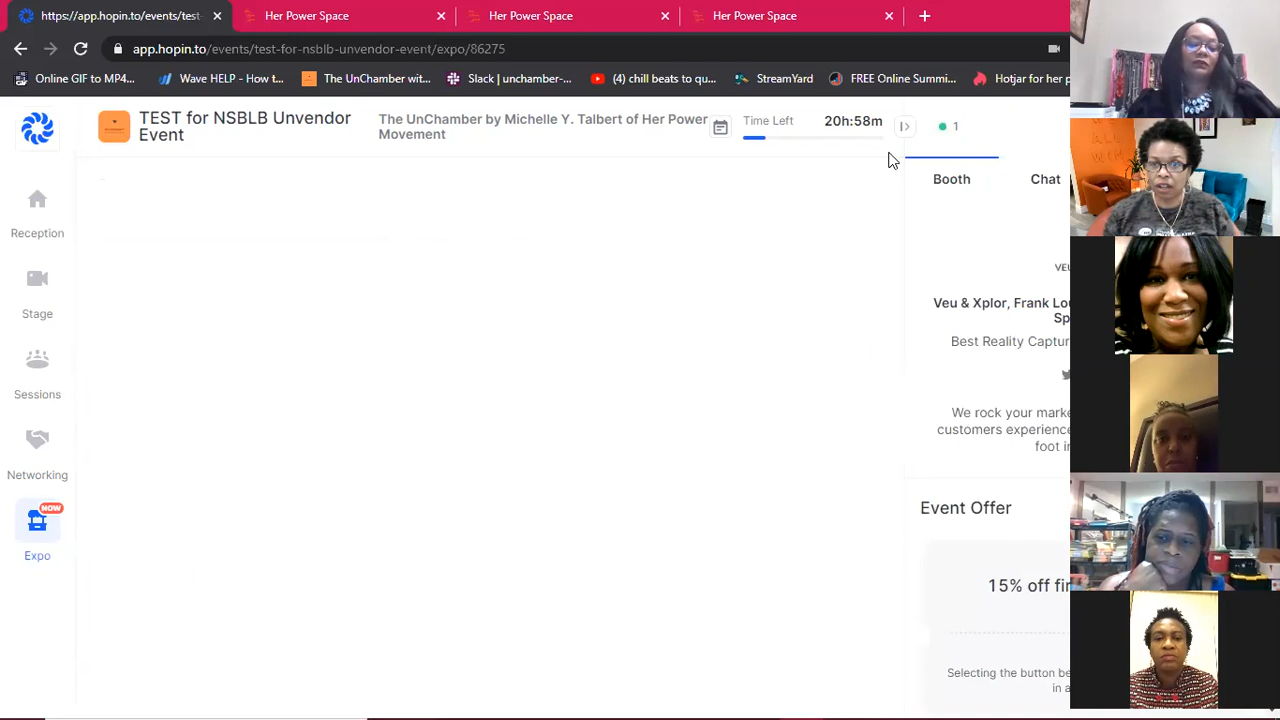 https://app.hopin.to/events/test-
Her Power Space
Her Power Space
Her Power Space
app.hopin.to/events/test-for-nsblb-unvendor-event/expo/86275
Online GIF to MP4...
Wave HELP - How t...
The UnChamber wit...
Slack | unchamber-...
(4) chill beats to qu...
StreamYard
FREE Online Summi...
Hotjar for her p
TEST for NSBLB Unvendor
Event
The UnChamber by Michelle Y. Talbert of Her Power
Movement
Time Left
20h:58m
1
Reception
Stage
Sessions
Networking
NOW
Expo
Booth
Chat
VEU
Veu & Xplor, Frank Lou
Sp
Best Reality Captur
We rock your marke
customers experience
foot in
Event Offer
15% off fir
Selecting the button be
in a